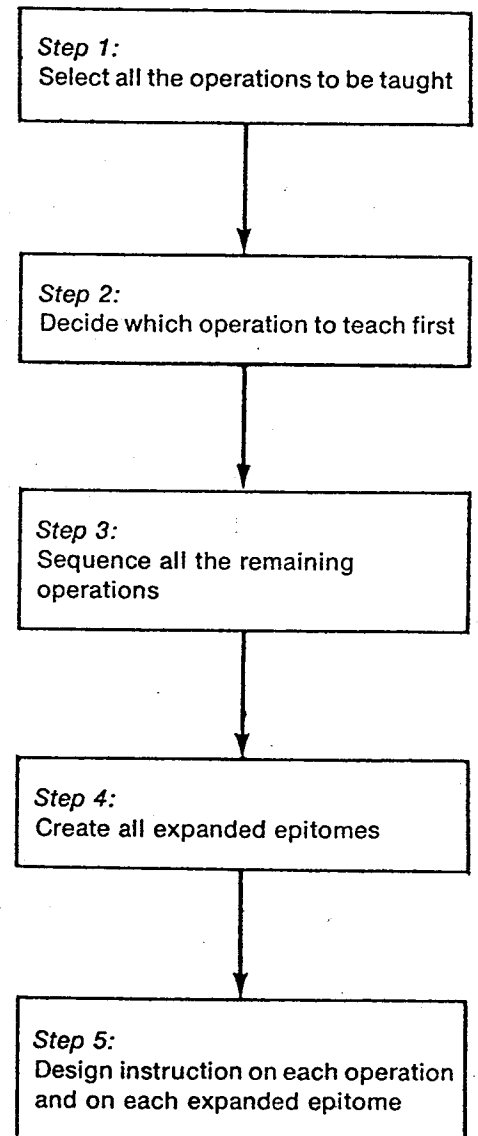 Step 1:
Select all the operations to be taught
Step 2:
Decide which operation to teach first
Step 3:
Sequence all the remaining
operations
Step 4:
Create all expanded epitomes
Step 5:
Design instruction on each operation
and on each expanded epitome